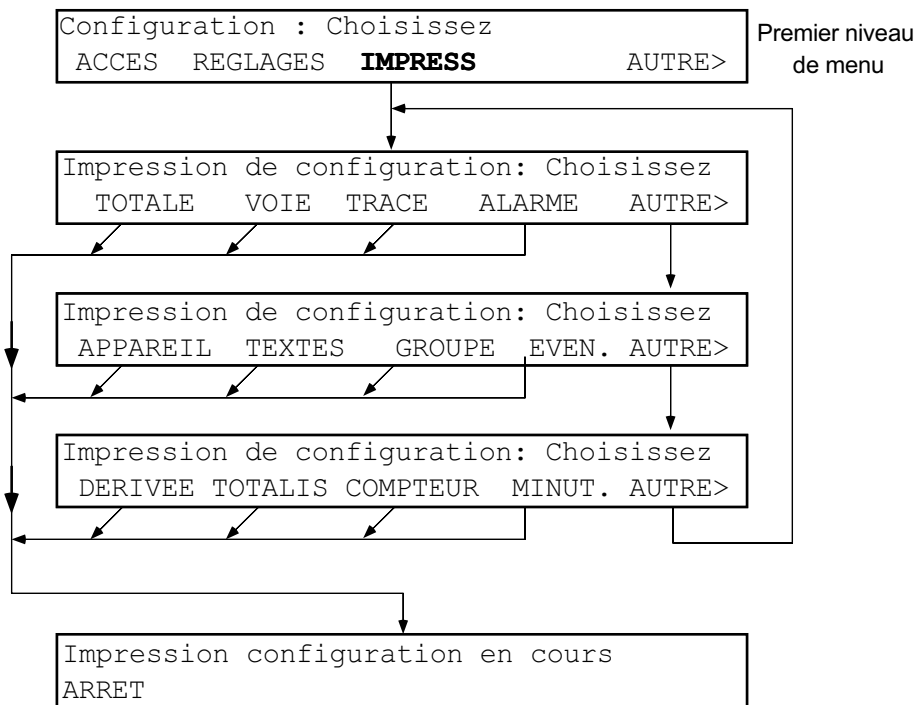 Configuration : Choisissez
ACCES REGLAGES IMPRESS AUTRE>
Premier niveau
de menu
Impression de configuration: Choisissez
TOTALE VOIE TRACE ALARME AUTRE>
Impression de configuration: Choisissez
APPAREIL TEXTES GROUPE EVEN. AUTRE>
Impression de configuration: Choisissez
DERIVEE TOTALIS COMPTEUR MINUT. AUTRE>
Impression configuration en cours
ARRET